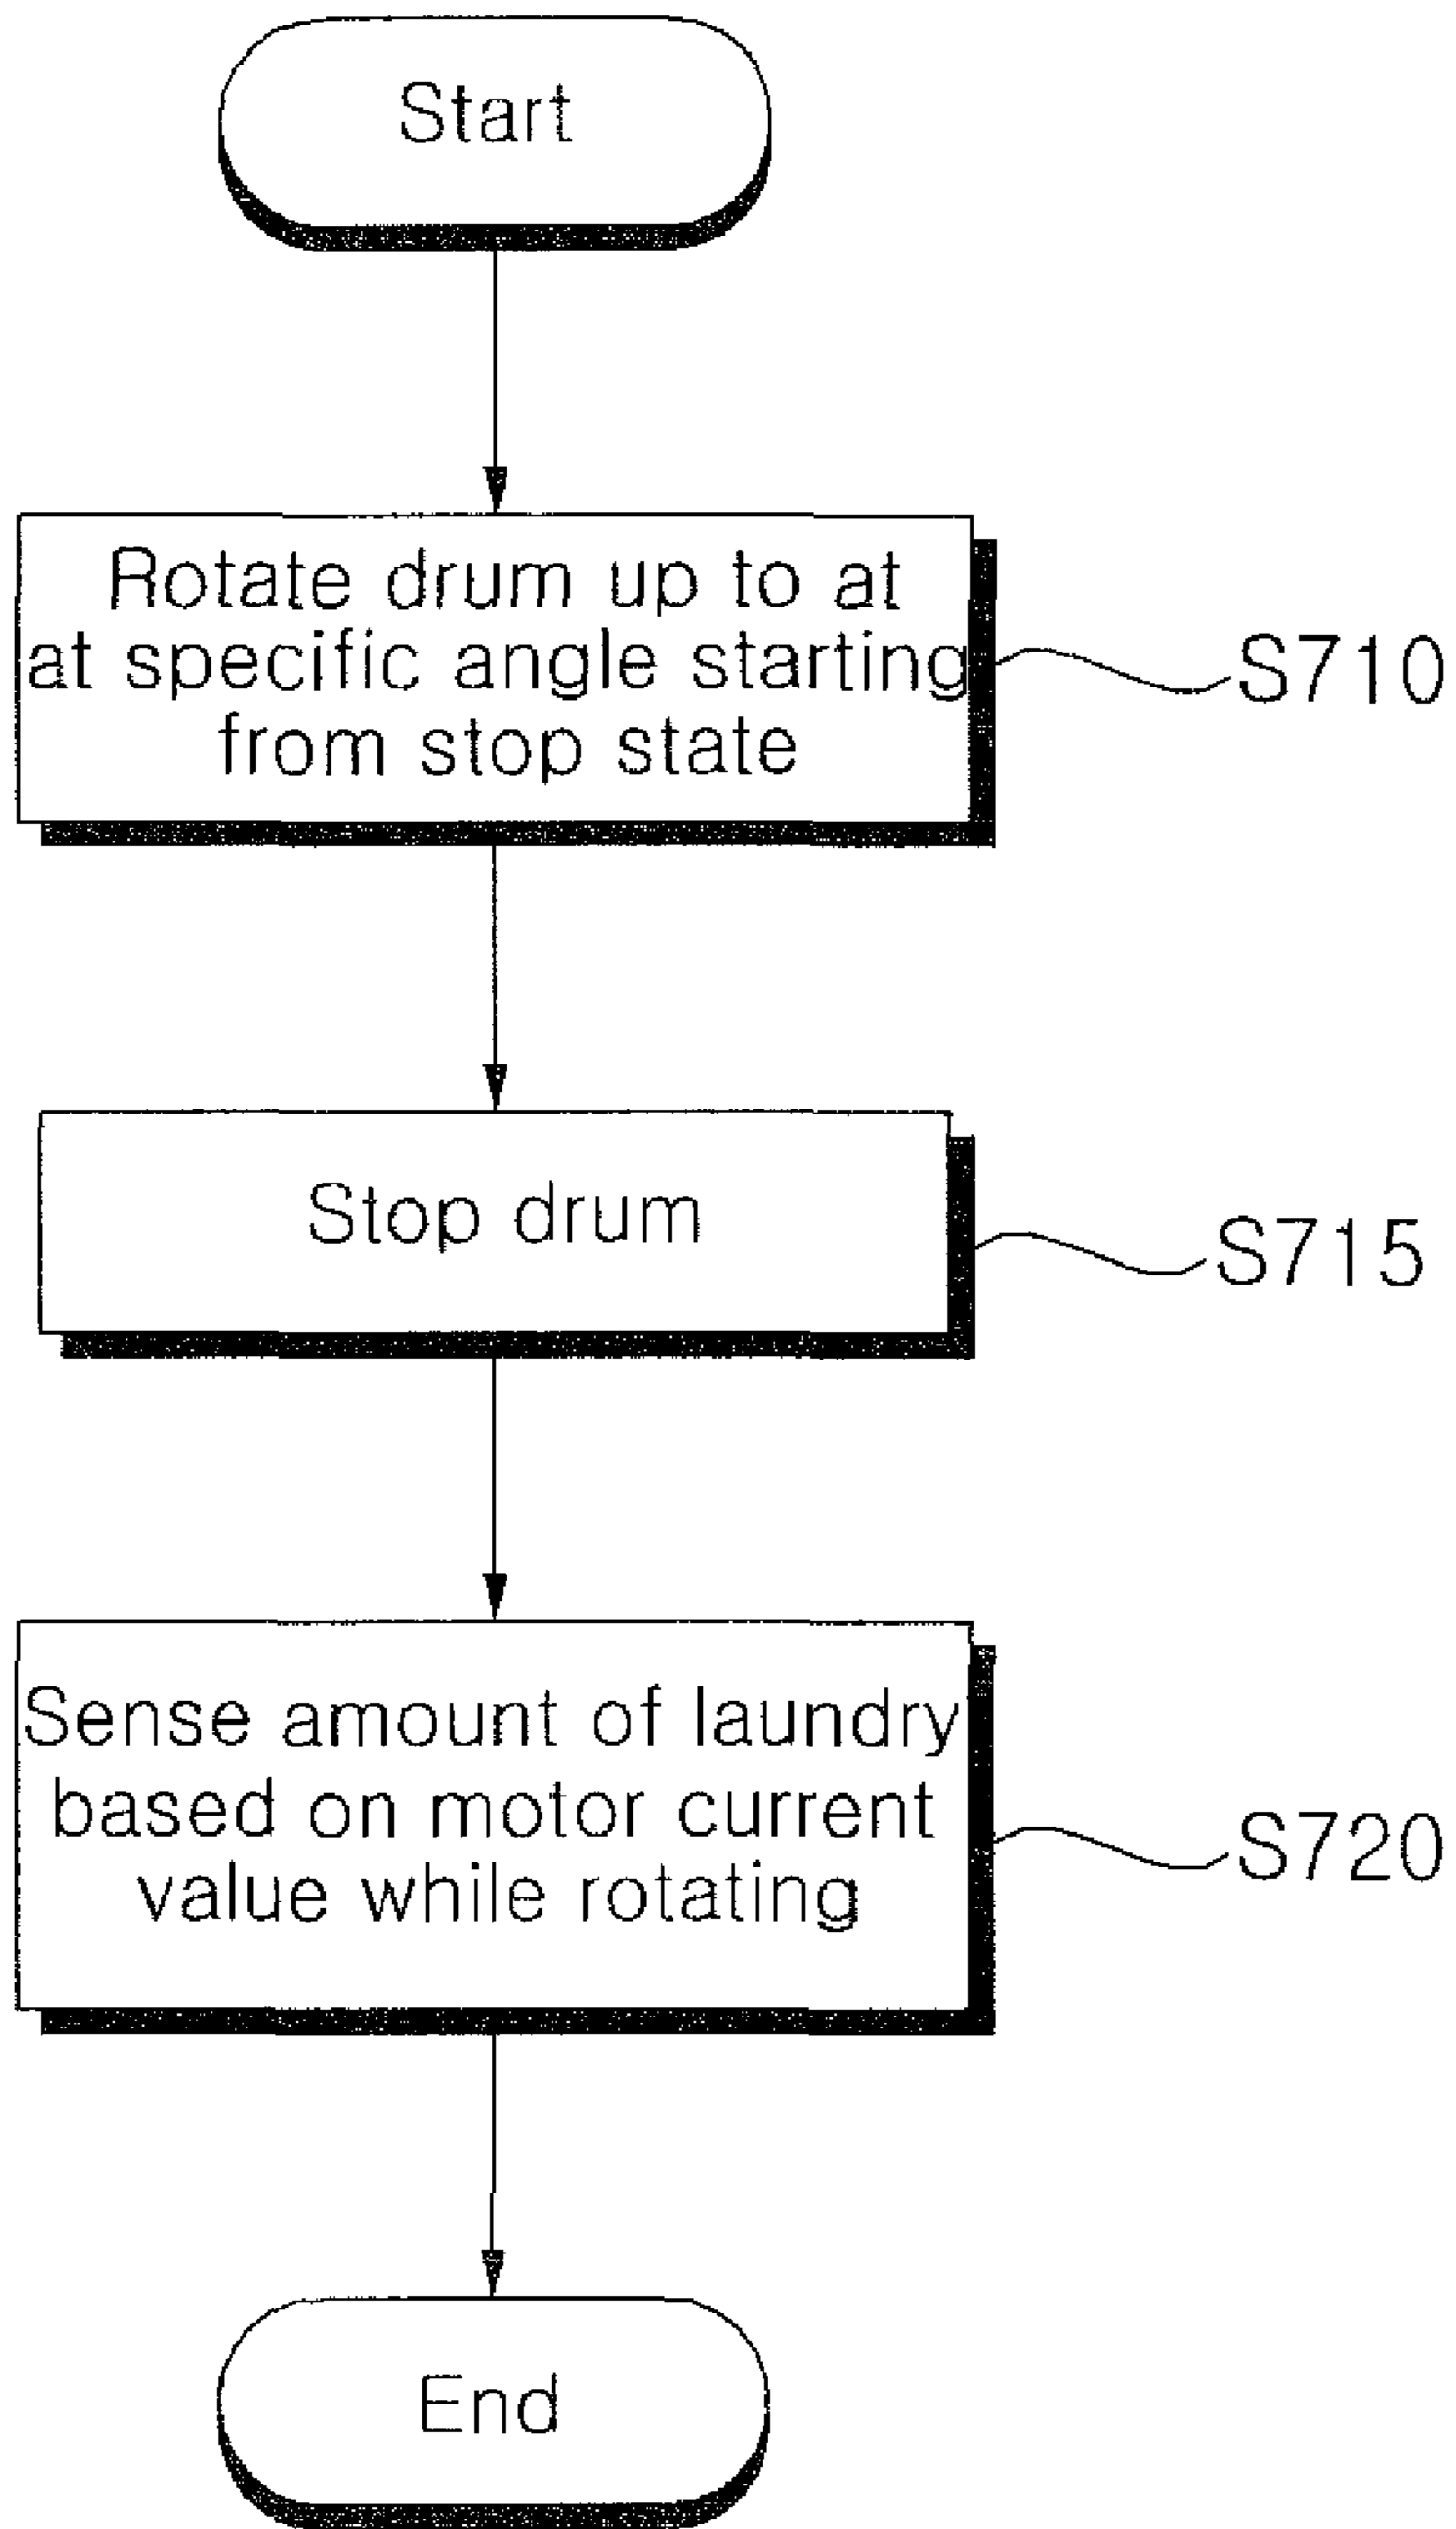 Start
Rotate drum up to at
at specific angle starting
from stop state
S710
Stop drum
S715
Sense amount of laundry
based on motor current
value while rotating
S720
End